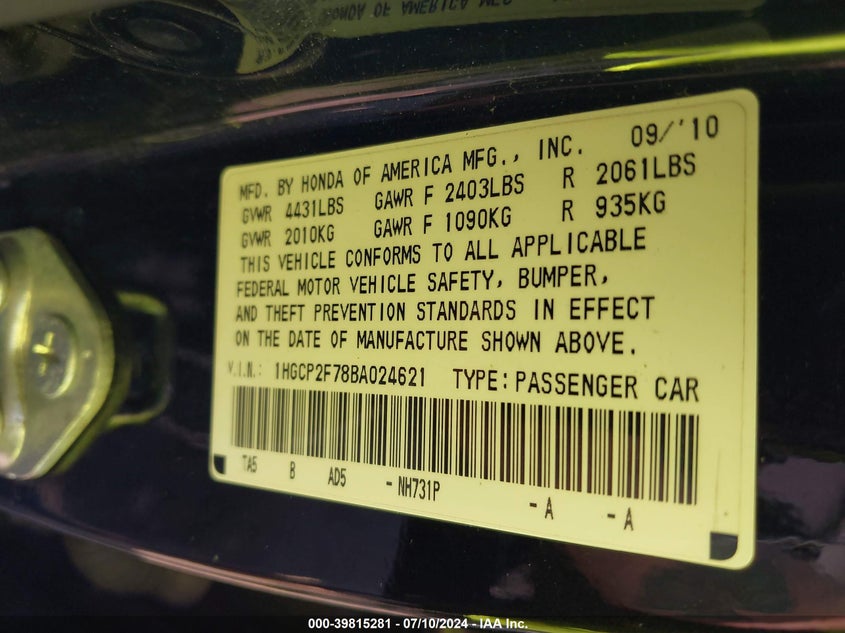 MFD. BY HONDA OF AMERICA MFG., INC. 09/'10
GVWR 4431LBS GAWR F 2403LBS R 2061LBS
GVWR 2010KG GAWR F 1090KG R 935KG
THIS VEHICLE CONFORMS TO ALL APPLICABLE
FEDERAL MOTOR VEHICLE SAFETY, BUMPER,
AND THEFT PREVENTION STANDARDS IN EFFECT
ON THE DATE OF MANUFACTURE SHOWN ABOVE.
V.I.N.: 1HGCP2F78BA024621 TYPE: PASSENGER CAR
TA5 B AD5 - NH731P - A - A
000-39815281 - 07/10/2024 - IAA Inc.